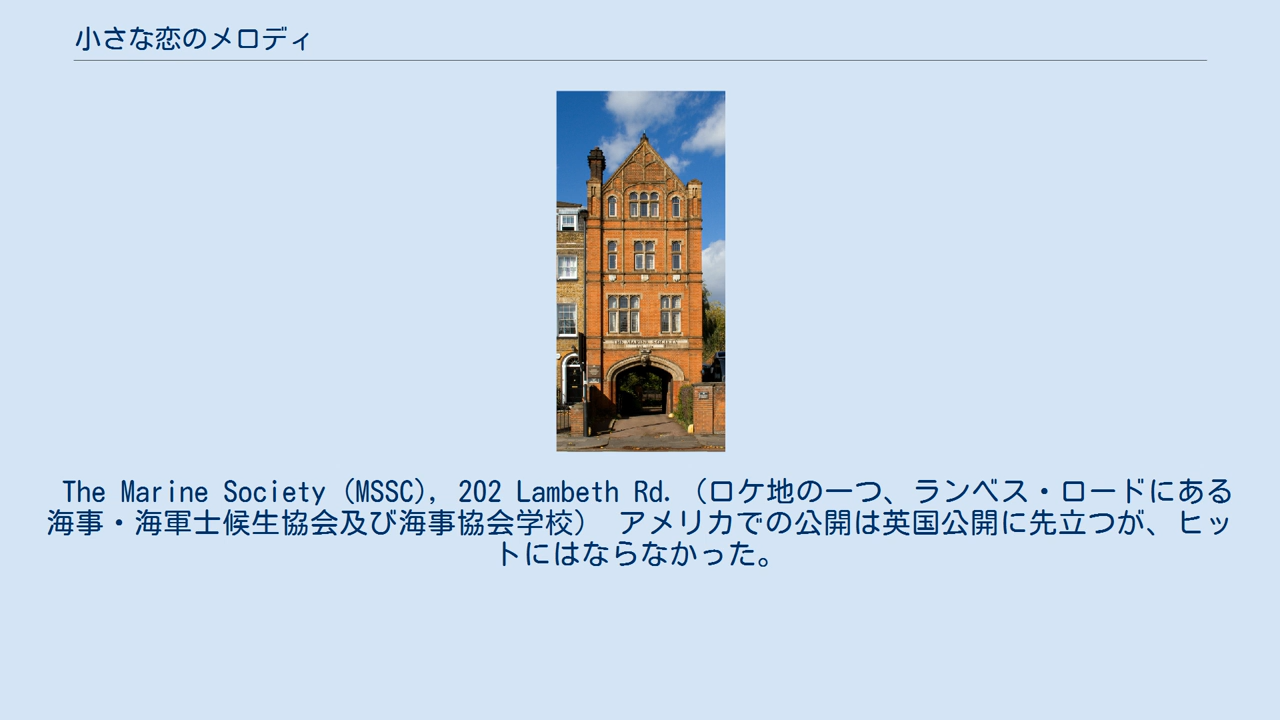 小さな恋のメロディ
THE MARINE SOCIETY
The Marine Society (MSSC), 202 Lambeth Rd. （ロケ地の一つ、ランベス・ロードにある
海事・海軍士候生協会及び海事協会学校）　アメリカでの公開は英国公開に先立つが、ヒッ
トにはならなかった。